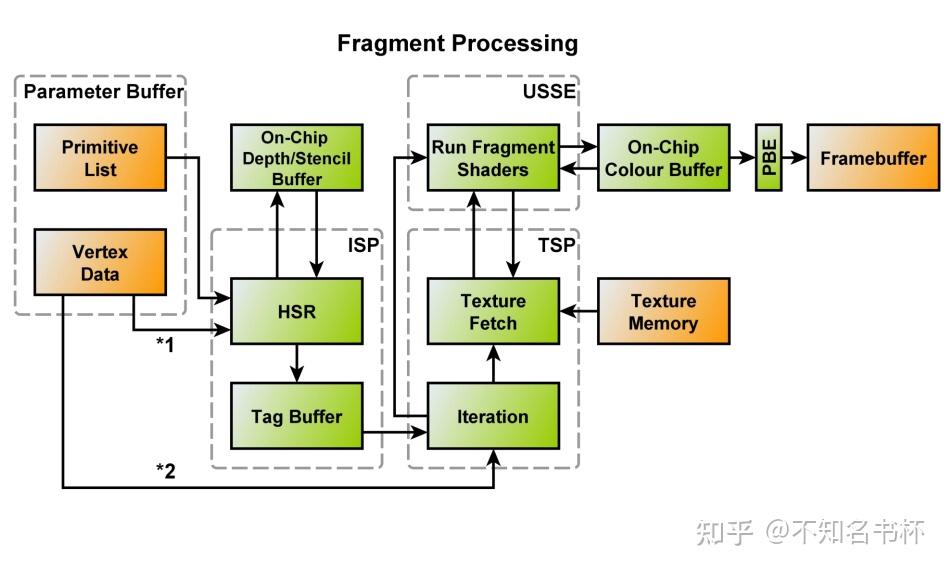 Fragment Processing
Parameter Buffer
Primitive
List
Vertex
Data
On-Chip
Depth/Stencil
Buffer
ISP
HSR
Tag Buffer
USSE
Run Fragment
Shaders
TSP
Texture
Fetch
Iteration
On-Chip
Colour Buffer
PBE
Framebuffer
Texture
Memory
*1
*2
知乎 @不知名书杯